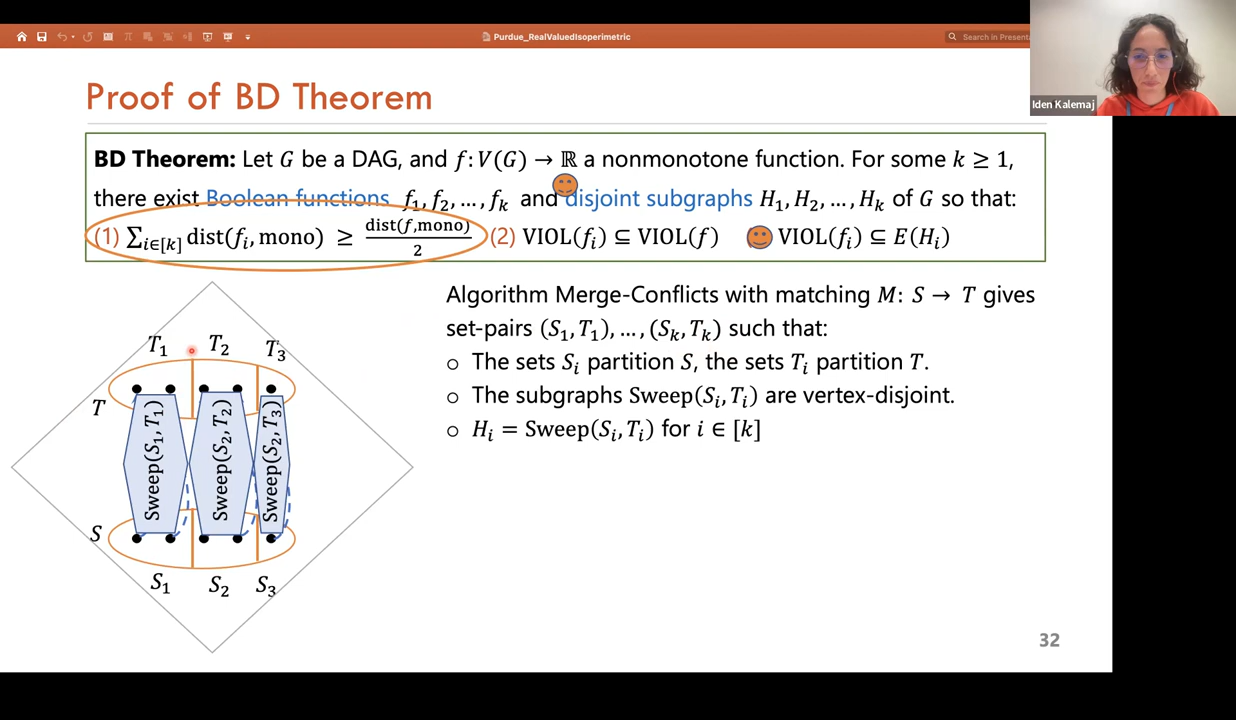 Purdue_RealValuedIsoperimetric
Search in Presenta
Iden Kalemaj
Proof of BD Theorem
BD Theorem: Let G be a DAG, and f: V(G) → ℝ a nonmonotone function. For some k ≥ 1,
there exist Boolean functions f₁, f₂, …, fₖ and disjoint subgraphs H₁, H₂, …, Hₖ of G so that:
(1) ∑_{i∈[k]} dist(fᵢ, mono) ≥ dist(f,mono)/2 (2) VIOL(fᵢ) ⊆ VIOL(f) VIOL(fᵢ) ⊆ E(Hᵢ)
Algorithm Merge-Conflicts with matching M: S → T gives
set-pairs (S₁, T₁), …, (Sₖ, Tₖ) such that:
○ The sets Sᵢ partition S, the sets Tᵢ partition T.
○ The subgraphs Sweep(Sᵢ, Tᵢ) are vertex-disjoint.
○ Hᵢ = Sweep(Sᵢ, Tᵢ) for i ∈ [k]
T₁ T₂ T₃
T
Sweep(S₁, T₁)
Sweep(S₂, T₂)
Sweep(S₂, T₃)
S
S₁ S₂ S₃
32